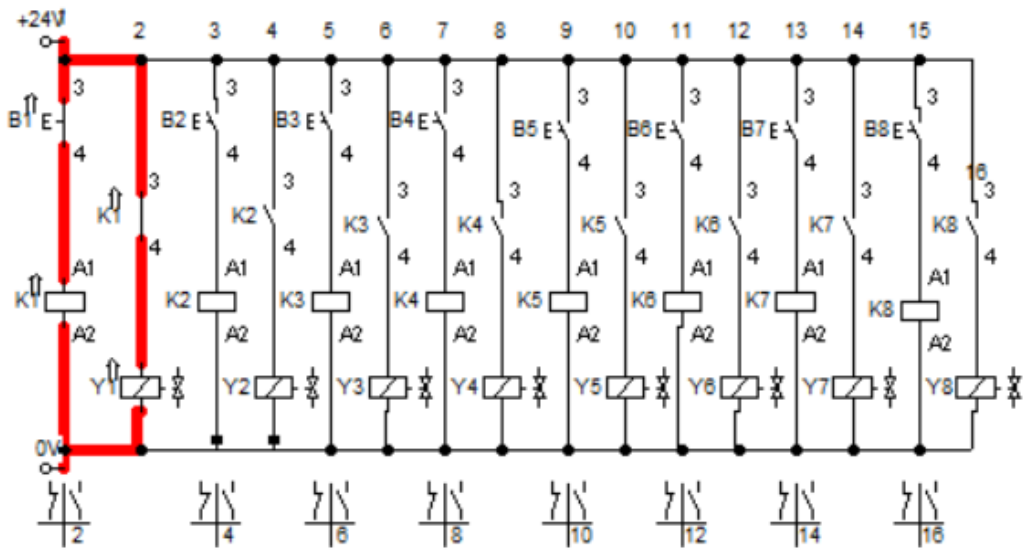 +24V
2 3 4 5 6 7 8 9 10 11 12 13 14 15
3 3 3 3 3 3 3 3
B1 E B2 E B3 E B4 E B5 E B6 E B7 E B8 E
4 4 4 4 4 4 4 4
16
3 3 3 3 3 3 3 3
K1 K2 K3 K4 K5 K6 K7 K8
4 4 4 4 4 4 4 4
A1 A1 A1 A1 A1 A1 A1 A1
K1 K2 K3 K4 K5 K6 K7 K8
A2 A2 A2 A2 A2 A2 A2 A2
Y1 Y2 Y3 Y4 Y5 Y6 Y7 Y8
0V
2 4 6 8 10 12 14 16